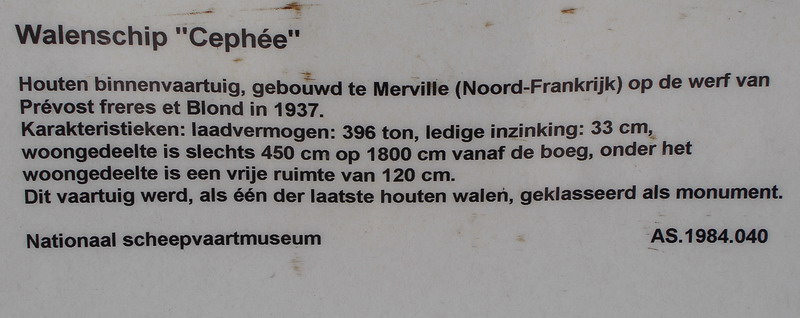 Walenschip "Cephée"
Houten binnenvaartuig, gebouwd te Merville (Noord-Frankrijk) op de werf van
Prévost freres et Blond in 1937.
Karakteristieken: laadvermogen: 396 ton, ledige inzinking: 33 cm,
woongedeelte is slechts 450 cm op 1800 cm vanaf de boeg, onder het
woongedeelte is een vrije ruimte van 120 cm.
Dit vaartuig werd, als één der laatste houten walen, geklasseerd als monument.
Nationaal scheepvaartmuseum AS.1984.040